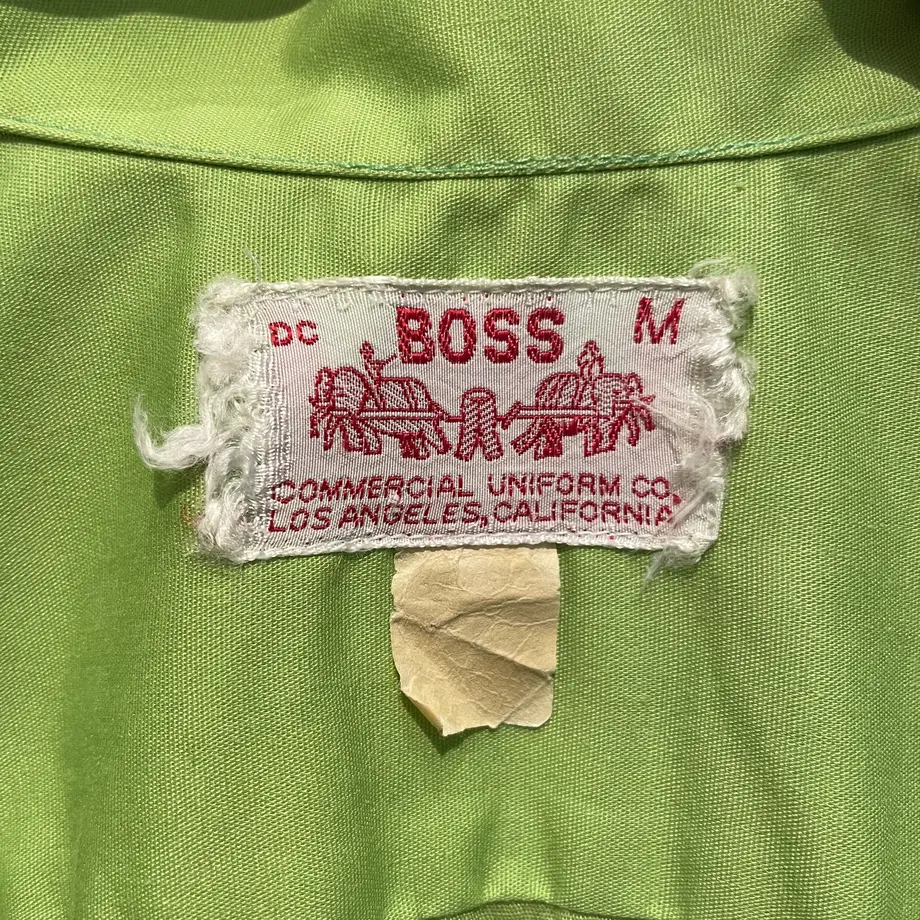 DC BOSS M
COMMERCIAL UNIFORM CO.
LOS ANGELES, CALIFORNIA